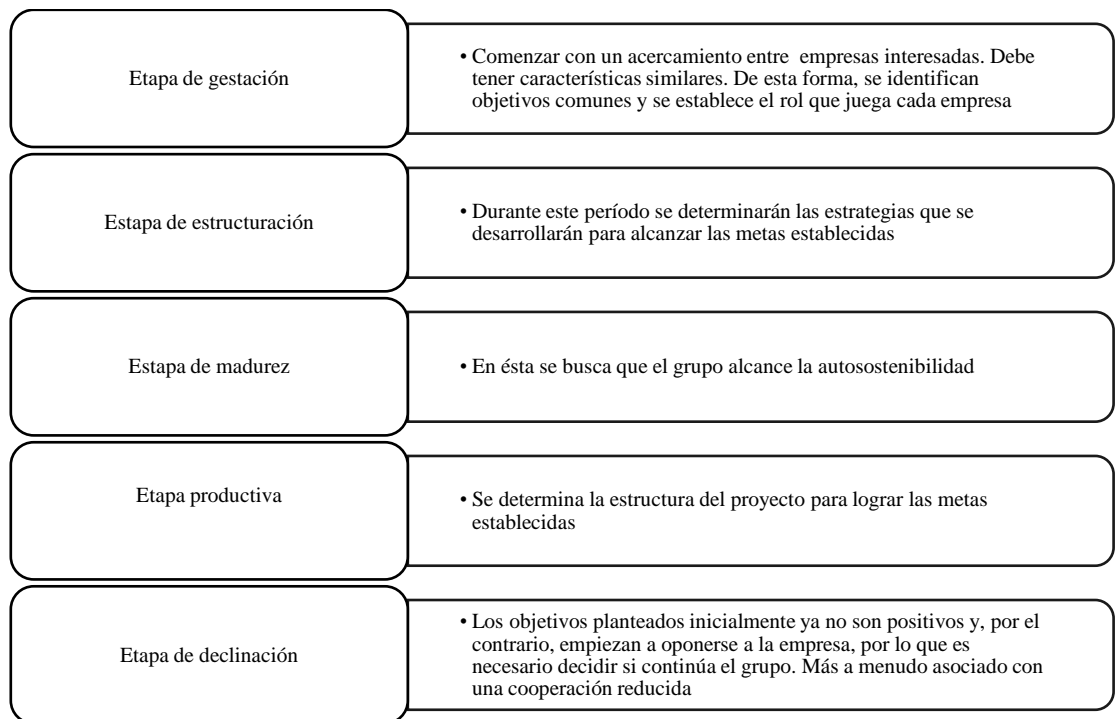 Etapa de gestación
• Comenzar con un acercamiento entre empresas interesadas. Debe
tener características similares. De esta forma, se identifican
objetivos comunes y se establece el rol que juega cada empresa
Estapa de estructuración
• Durante este período se determinarán las estrategias que se
desarrollarán para alcanzar las metas establecidas
Estapa de madurez
• En ésta se busca que el grupo alcance la autosostenibilidad
Etapa productiva
• Se determina la estructura del proyecto para lograr las metas
establecidas
Etapa de declinación
• Los objetivos planteados inicialmente ya no son positivos y, por el
contrario, empiezan a oponerse a la empresa, por lo que es
necesario decidir si continúa el grupo. Más a menudo asociado con
una cooperación reducida